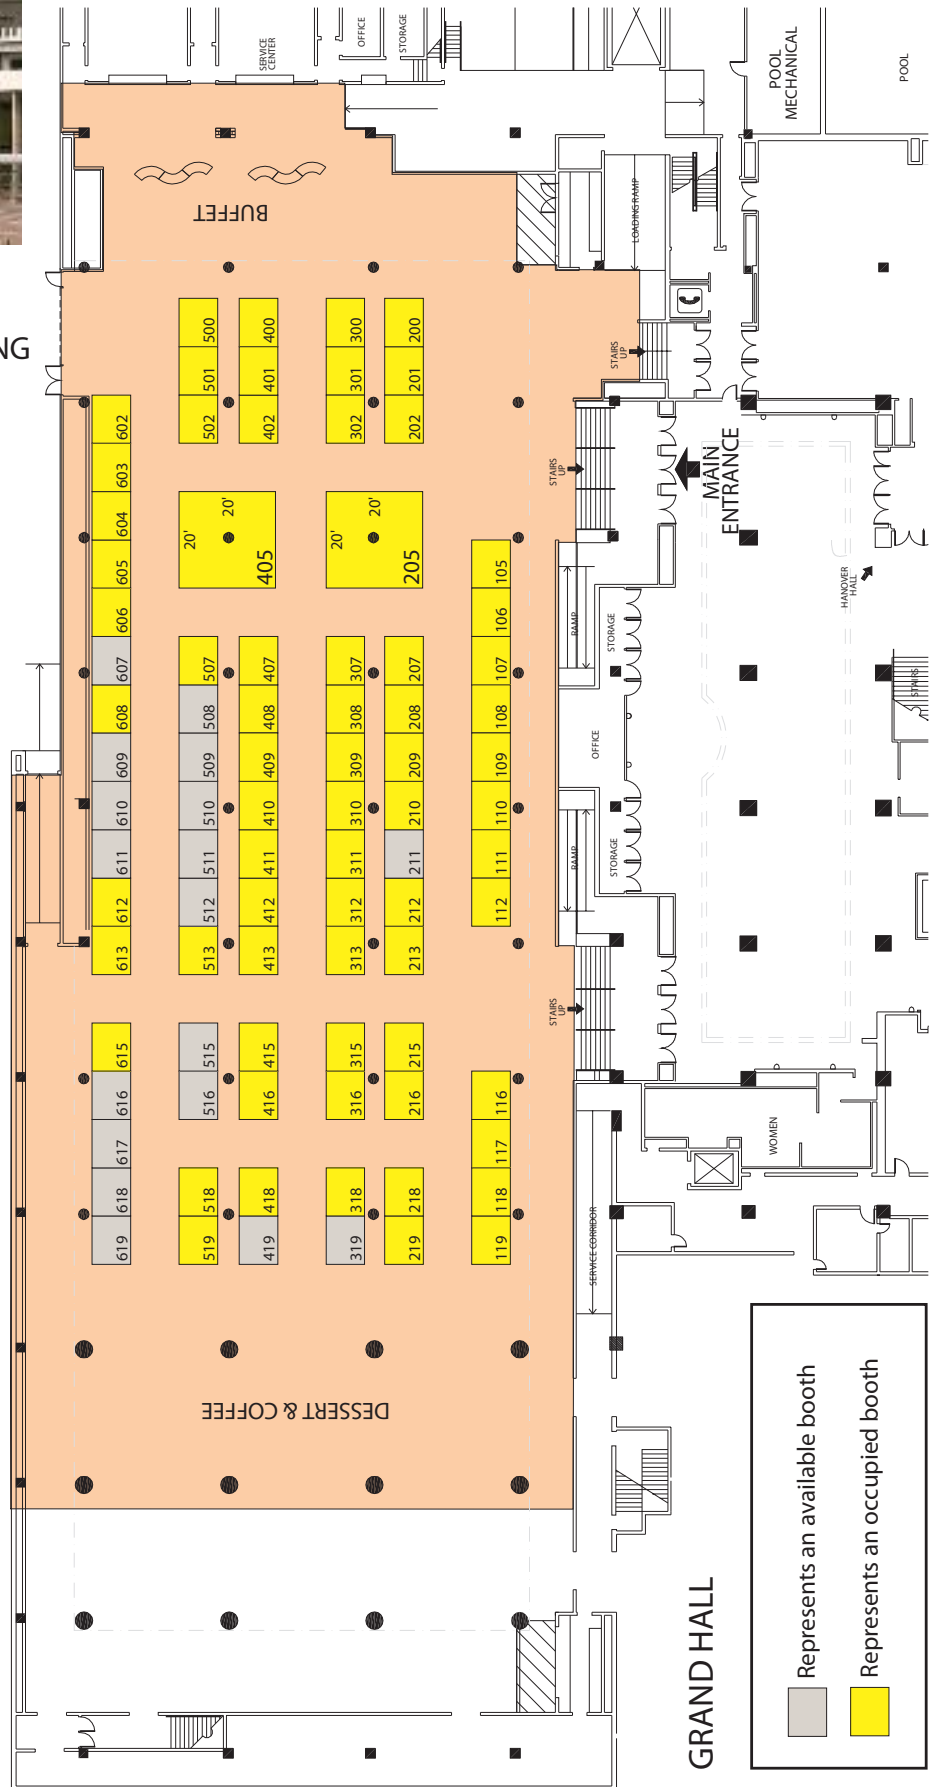 NG
SERVICE
CENTER
OFFICE
STORAGE
POOL
MECHANICAL
POOL
BUFFET
LOADING RAMP
STAIRS
UP
500
400
300
200
501
401
301
201
502
402
302
202
602
603
604
605
606
607
608
609
610
611
612
613
20'
20'
405
20'
20'
205
STAIRS
UP
MAIN
ENTRANCE
HANOVER
HALL
STAIRS
105
106
107
108
109
110
111
112
RAMP
STORAGE
OFFICE
RAMP
STORAGE
507
407
307
207
508
408
308
208
509
409
309
209
510
410
310
210
511
411
311
211
512
412
312
212
513
413
313
213
STAIRS
UP
615
616
617
618
619
515
415
315
215
516
416
316
216
518
418
318
218
519
419
319
219
116
117
118
119
WOMEN
SERVICE CORRIDOR
DESSERT & COFFEE
GRAND HALL
Represents an available booth
Represents an occupied booth